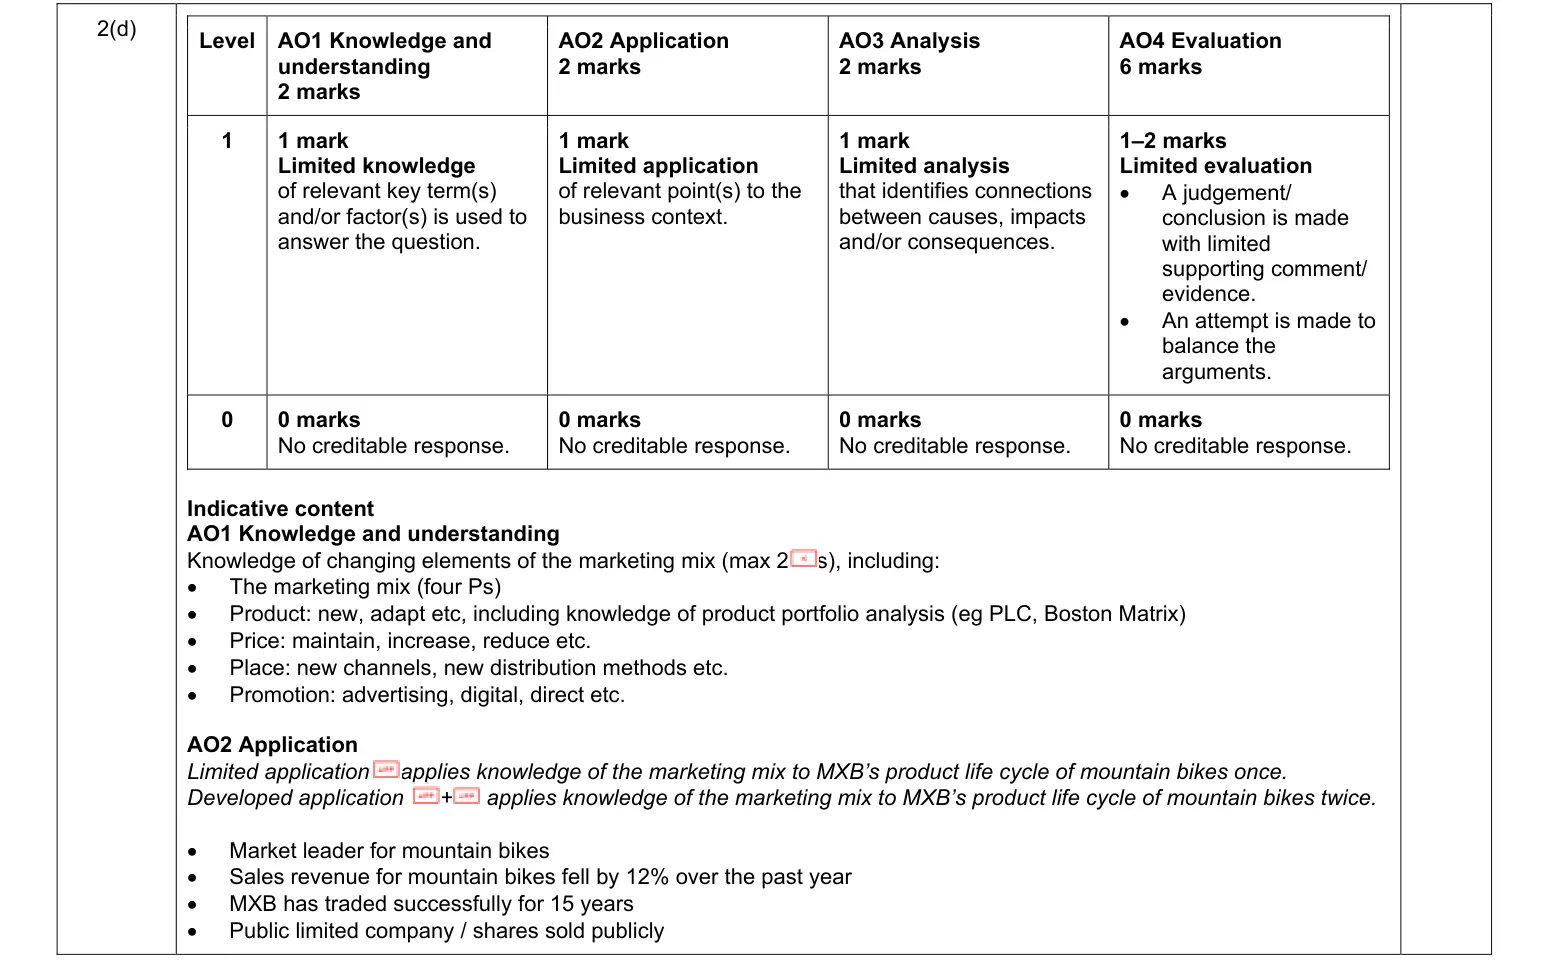 2(d)
Level
AO1 Knowledge and
understanding
2 marks
AO2 Application
2 marks
AO3 Analysis
2 marks
AO4 Evaluation
6 marks
1
1 mark
Limited knowledge
of relevant key term(s)
and/or factor(s) is used to
answer the question.
1 mark
Limited application
of relevant point(s) to the
business context.
1 mark
Limited analysis
that identifies connections
between causes, impacts
and/or consequences.
1–2 marks
Limited evaluation
• A judgement/
conclusion is made
with limited
supporting comment/
evidence.
• An attempt is made to
balance the
arguments.
0
0 marks
No creditable response.
0 marks
No creditable response.
0 marks
No creditable response.
0 marks
No creditable response.
Indicative content
AO1 Knowledge and understanding
Knowledge of changing elements of the marketing mix (max 2 s), including:
• The marketing mix (four Ps)
• Product: new, adapt etc, including knowledge of product portfolio analysis (eg PLC, Boston Matrix)
• Price: maintain, increase, reduce etc.
• Place: new channels, new distribution methods etc.
• Promotion: advertising, digital, direct etc.
AO2 Application
Limited application applies knowledge of the marketing mix to MXB's product life cycle of mountain bikes once.
Developed application + applies knowledge of the marketing mix to MXB's product life cycle of mountain bikes twice.
• Market leader for mountain bikes
• Sales revenue for mountain bikes fell by 12% over the past year
• MXB has traded successfully for 15 years
• Public limited company / shares sold publicly